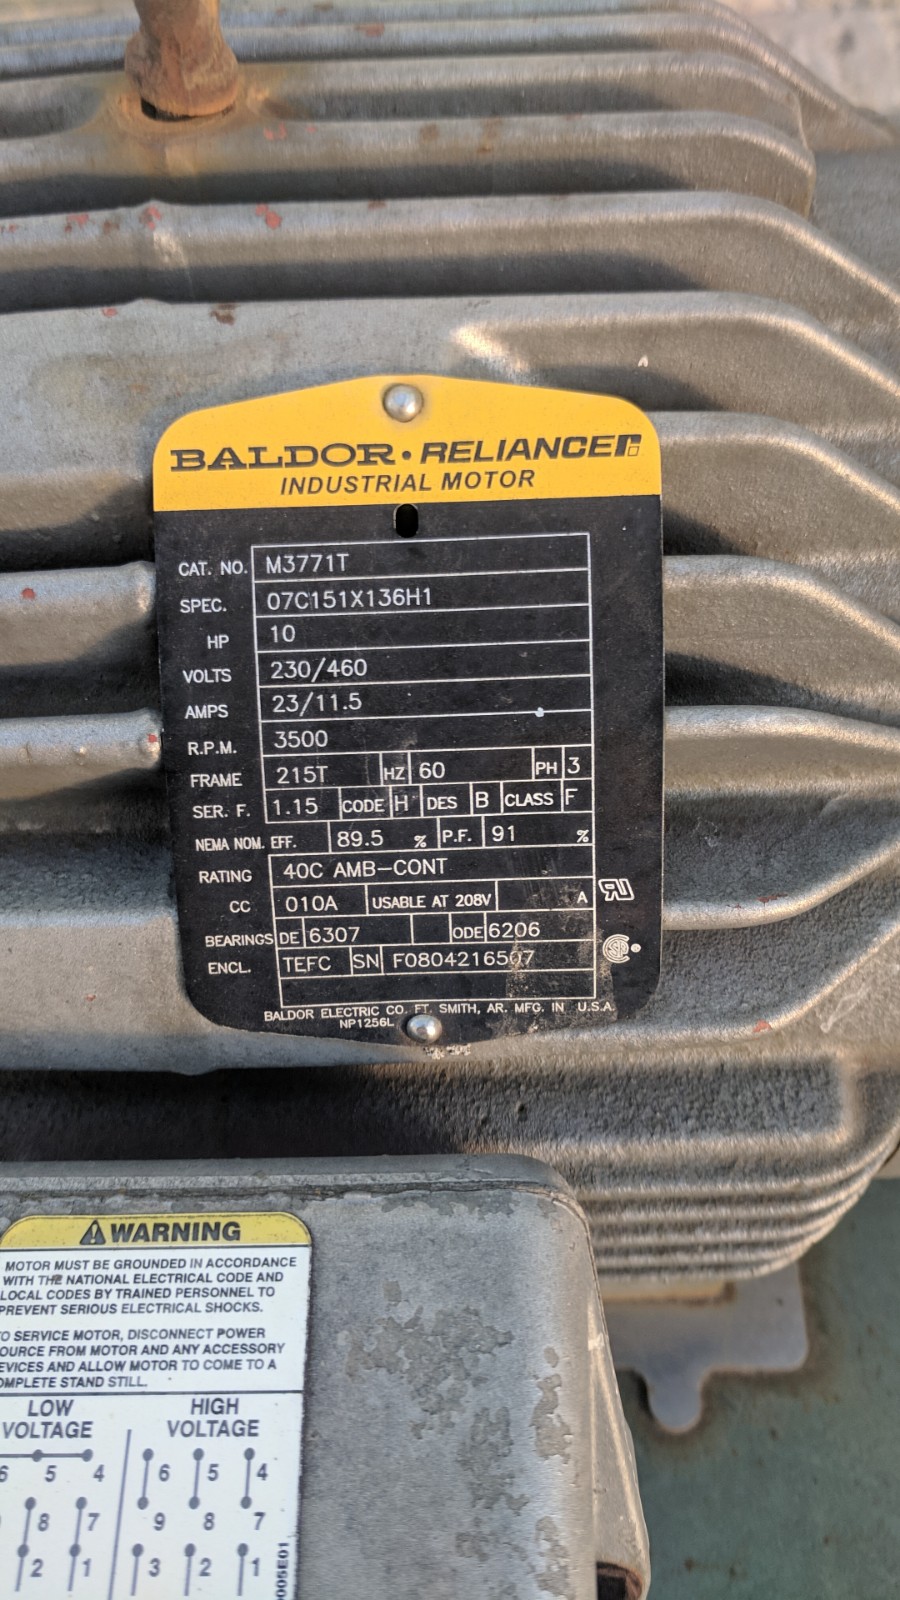 BALDOR • RELIANCE
INDUSTRIAL MOTOR
CAT. NO. M3771T
SPEC. 07C151X136H1
HP 10
VOLTS 230/460
AMPS 23/11.5
R.P.M. 3500
FRAME 215T HZ 60 PH 3
SER. F. 1.15 CODE H DES B CLASS F
NEMA NOM. EFF. 89.5 % P.F. 91 %
RATING 40C AMB-CONT
CC 010A USABLE AT 208V A
BEARINGS DE 6307 ODE 6206
ENCL. TEFC SN F0804216507
BALDOR ELECTRIC CO. FT. SMITH, AR. MFG. IN U.S.A.
NP1256L
WARNING
MOTOR MUST BE GROUNDED IN ACCORDANCE
WITH THE NATIONAL ELECTRICAL CODE AND
LOCAL CODES BY TRAINED PERSONNEL TO
PREVENT SERIOUS ELECTRICAL SHOCKS.
TO SERVICE MOTOR, DISCONNECT POWER
OURCE FROM MOTOR AND ANY ACCESSORY
EVICES AND ALLOW MOTOR TO COME TO A
OMPLETE STAND STILL.
LOW VOLTAGE HIGH VOLTAGE
6 5 4 6 5 4
8 7 9 8 7
2 1 3 2 1
005E01